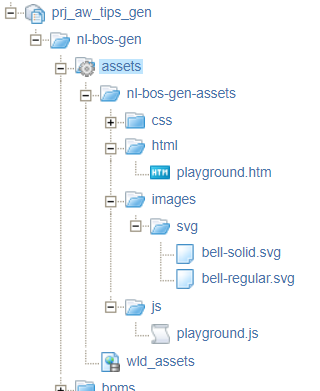 prj_aw_tips_gen
nl-bos-gen
assets
nl-bos-gen-assets
css
html
playground.htm
images
svg
bell-solid.svg
bell-regular.svg
js
playground.js
wld_assets
bpms